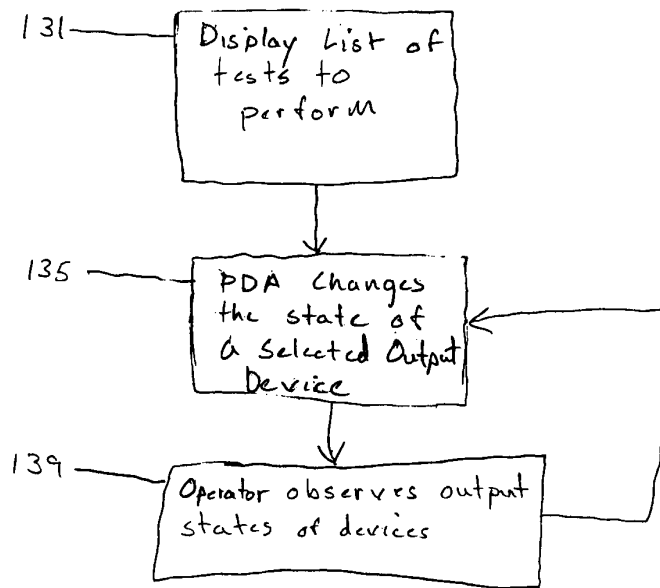 131
Display List of
tests to
perform
135
PDA Changes
the state of
a Selected Output
Device
139
Operator observes output
states of devices